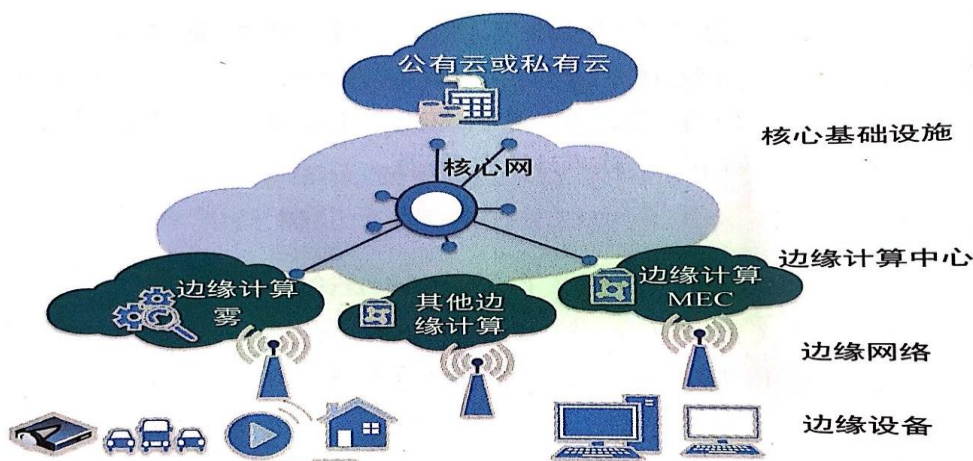 公有云或私有云
核心基础设施
核心网
边缘计算中心
边缘计算
雾
其他边
缘计算
边缘计算
MEC
边缘网络
边缘设备